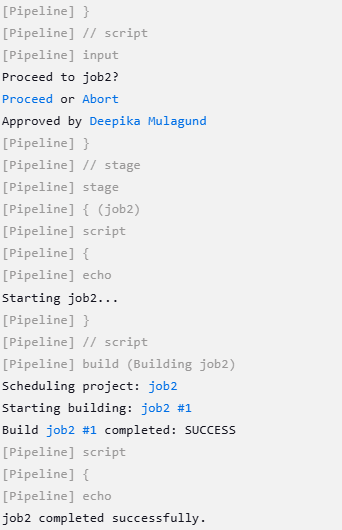 [Pipeline] }
[Pipeline] // script
[Pipeline] input
Proceed to job2?
Proceed or Abort
Approved by Deepika Mulagund
[Pipeline] }
[Pipeline] // stage
[Pipeline] stage
[Pipeline] { (job2)
[Pipeline] script
[Pipeline] {
[Pipeline] echo
Starting job2...
[Pipeline] }
[Pipeline] // script
[Pipeline] build (Building job2)
Scheduling project: job2
Starting building: job2 #1
Build job2 #1 completed: SUCCESS
[Pipeline] script
[Pipeline] {
[Pipeline] echo
job2 completed successfully.